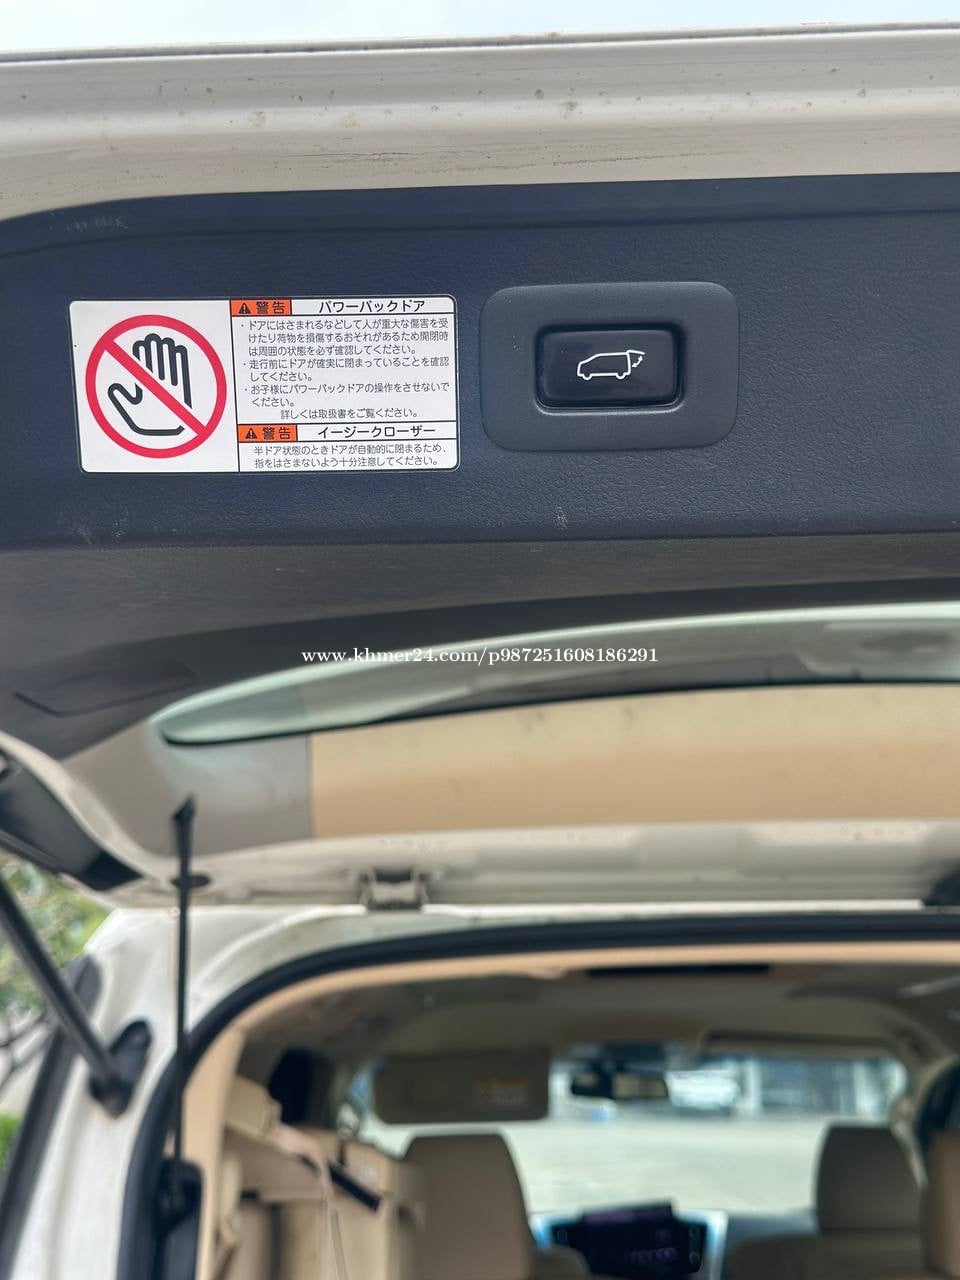 警告 パワーバックドア
・ドアにはさまれるなどして人が重大な傷害を受
けたり荷物を損傷するおそれがあるため開閉時
は周囲の状態を必ず確認してください。
・走行前にドアが確実に閉まっていることを確認
してください。
・お子様にパワーバックドアの操作をさせないで
ください。
詳しくは取扱書をご覧ください。
警告 イージークローザー
半ドア状態のときドアが自動的に閉まるため、
指をはさまないよう十分注意してください。
www.khmer24.com/p987251608186291